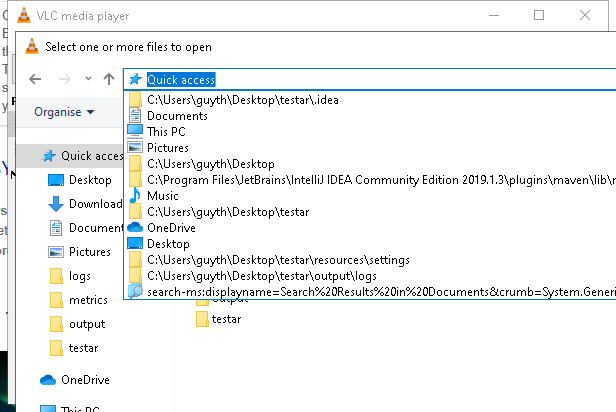 VLC media player
Select one or more files to open
Quick access
Organise
C:\Users\guyth\Desktop\testar\.idea
Documents
This PC
Pictures
C:\Users\guyth\Desktop
C:\Program Files\JetBrains\IntelliJ IDEA Community Edition 2019.1.3\plugins\maven\lib\
Music
C:\Users\guyth\Desktop\testar
OneDrive
Desktop
C:\Users\guyth\Desktop\testar\resources\settings
C:\Users\guyth\Desktop\testar\output\logs
search-ms:displayname=Search%20Results%20in%20Documents&crumb=System.Generi
output
testar
Quick access
Desktop
Download
Document
Pictures
logs
metrics
output
testar
OneDrive
This PC